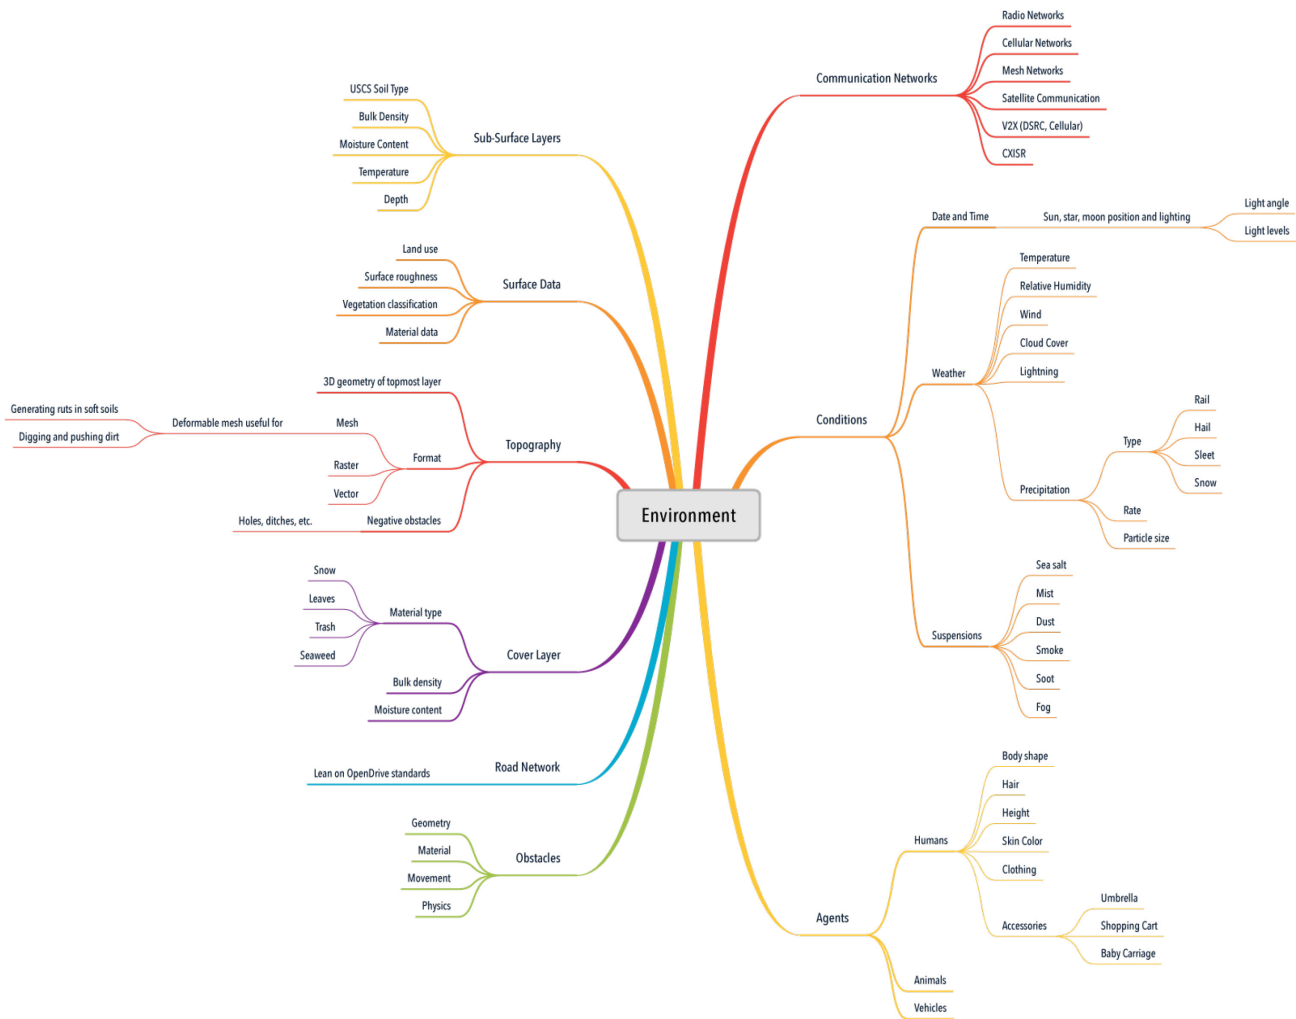 Environment
Communication Networks
Radio Networks
Cellular Networks
Mesh Networks
Satellite Communication
V2X (DSRC, Cellular)
CXISR
Conditions
Date and Time
Sun, star, moon position and lighting
Light angle
Light levels
Weather
Temperature
Relative Humidity
Wind
Cloud Cover
Lightning
Precipitation
Type
Rail
Hail
Sleet
Snow
Rate
Particle size
Suspensions
Sea salt
Mist
Dust
Smoke
Soot
Fog
Agents
Humans
Body shape
Hair
Height
Skin Color
Clothing
Accessories
Umbrella
Shopping Cart
Baby Carriage
Animals
Vehicles
Sub-Surface Layers
USCS Soil Type
Bulk Density
Moisture Content
Temperature
Depth
Surface Data
Land use
Surface roughness
Vegetation classification
Material data
Topography
3D geometry of topmost layer
Format
Mesh
Deformable mesh useful for
Generating ruts in soft soils
Digging and pushing dirt
Raster
Vector
Negative obstacles
Holes, ditches, etc.
Cover Layer
Material type
Snow
Leaves
Trash
Seaweed
Bulk density
Moisture content
Road Network
Lean on OpenDrive standards
Obstacles
Geometry
Material
Movement
Physics